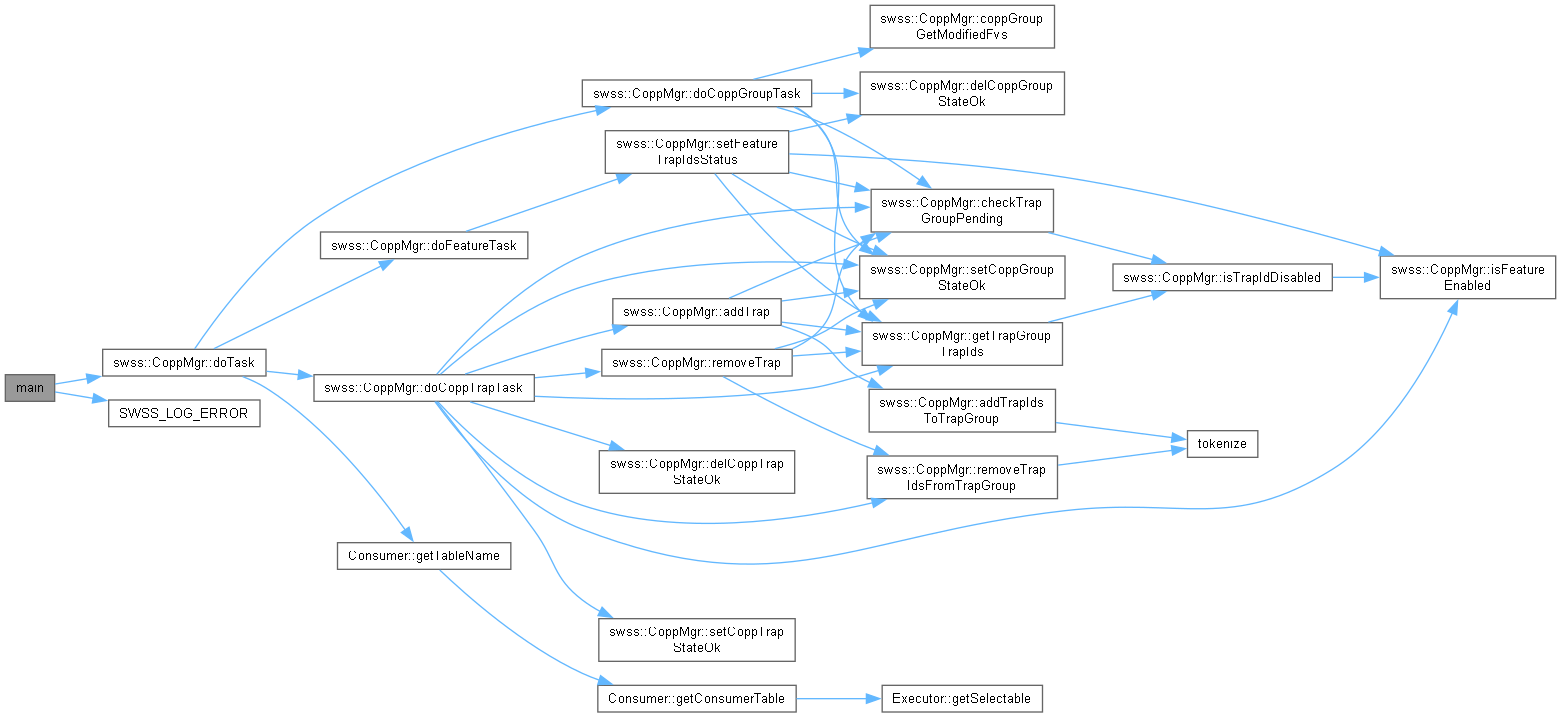 main
swss::CoppMgr::doTask
SWSS_LOG_ERROR
swss::CoppMgr::doCoppGroupTask
swss::CoppMgr::doFeatureTask
swss::CoppMgr::doCoppTrapTask
Consumer::getTableName
swss::CoppMgr::setFeature
TrapIdsStatus
swss::CoppMgr::addTrap
swss::CoppMgr::removeTrap
swss::CoppMgr::delCoppTrap
StateOk
swss::CoppMgr::setCoppTrap
StateOk
Consumer::getConsumerTable
swss::CoppMgr::coppGroup
GetModifiedFvs
swss::CoppMgr::delCoppGroup
StateOk
swss::CoppMgr::checkTrap
GroupPending
swss::CoppMgr::setCoppGroup
StateOk
swss::CoppMgr::getTrapGroup
TrapIds
swss::CoppMgr::addTrapIds
ToTrapGroup
swss::CoppMgr::removeTrap
IdsFromTrapGroup
Executor::getSelectable
swss::CoppMgr::isTrapIdDisabled
tokenize
swss::CoppMgr::isFeature
Enabled